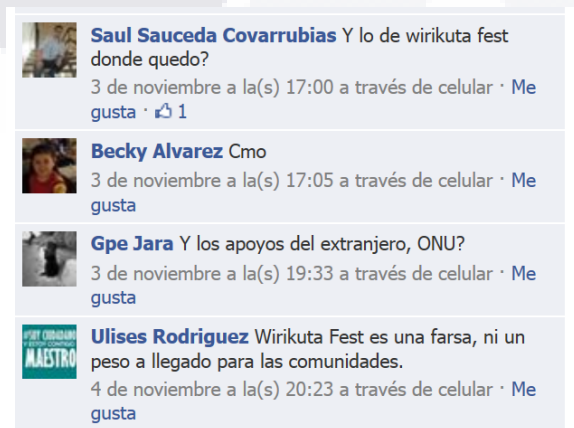 Saul Sauceda Covarrubias Y lo de wirikuta fest
donde quedo?
3 de noviembre a la(s) 17:00 a través de celular · Me
gusta · 1
Becky Alvarez Cmo
3 de noviembre a la(s) 17:05 a través de celular · Me
gusta
Gpe Jara Y los apoyos del extranjero, ONU?
3 de noviembre a la(s) 19:33 a través de celular · Me
gusta
#SOY CIUDADANO
Y ESTOY CONTIGO
MAESTRO
Ulises Rodriguez Wirikuta Fest es una farsa, ni un
peso a llegado para las comunidades.
4 de noviembre a la(s) 20:23 a través de celular · Me
gusta